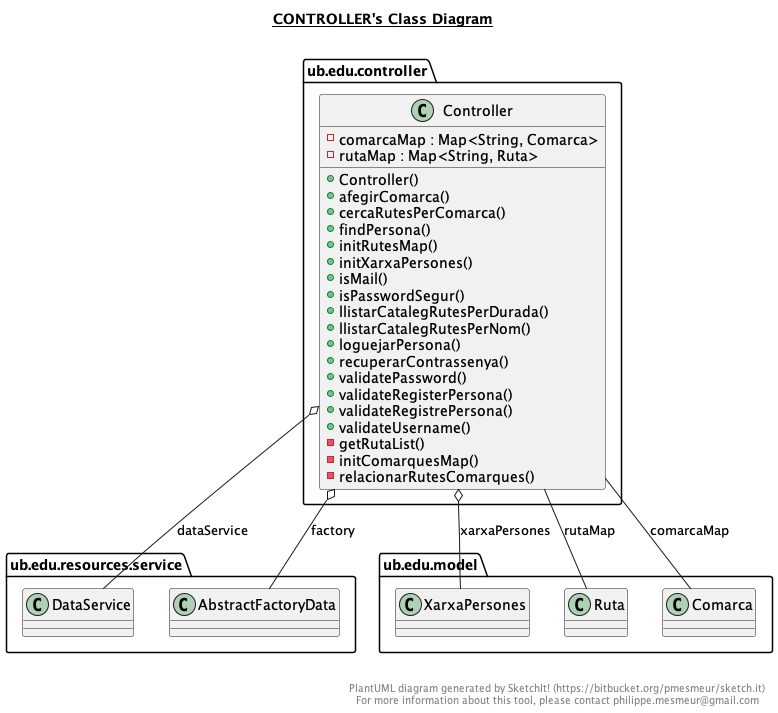 CONTROLLER's Class Diagram
ub.edu.controller
C Controller
comarcaMap : Map<String, Comarca>
rutaMap : Map<String, Ruta>
Controller()
afegirComarca()
cercaRutesPerComarca()
findPersona()
initRutesMap()
initXarxaPersones()
isMail()
isPasswordSegur()
llistarCatalegRutesPerDurada()
llistarCatalegRutesPerNom()
loguejarPersona()
recuperarContrassenya()
validatePassword()
validateRegisterPersona()
validateRegistrePersona()
validateUsername()
getRutaList()
initComarquesMap()
relacionarRutesComarques()
dataService
factory
xarxaPersones
rutaMap
comarcaMap
ub.edu.resources.service
C DataService
C AbstractFactoryData
ub.edu.model
C XarxaPersones
C Ruta
C Comarca
PlantUML diagram generated by SketchIt! (https://bitbucket.org/pmesmeur/sketch.it)
For more information about this tool, please contact philippe.mesmeur@gmail.com